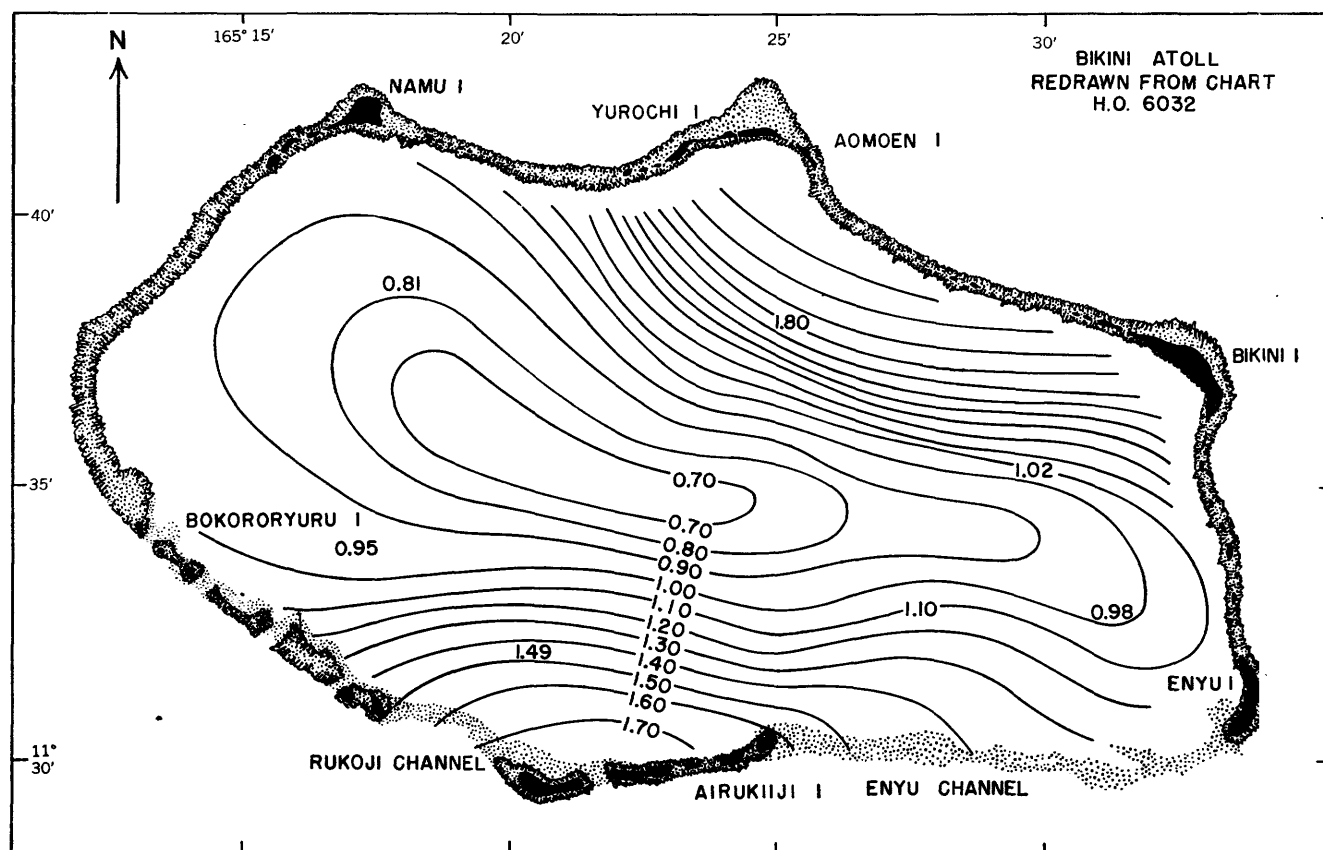 165° 15' 20' 25' 30'
N
BIKINI ATOLL
REDRAWN FROM CHART
H.O. 6032
NAMU I
YUROCHI I
AOMOEN I
40'
0.81
1.80
BIKINI I
1.02
35'
0.70
BOKORORYURU I
0.70
0.95
0.80
0.90
1.00
1.10
1.10
0.98
1.20
1.30
1.49
1.40
1.50
ENYU I
1.60
1.70
11°
30'
RUKOJI CHANNEL
AIRUKIIJI I
ENYU CHANNEL